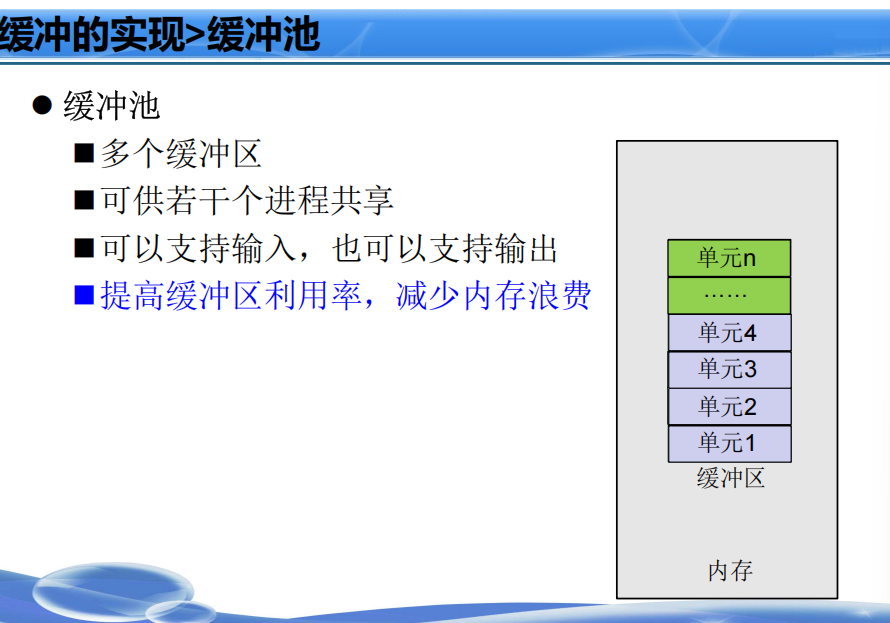 缓冲的实现>缓冲池
● 缓冲池
■多个缓冲区
■可供若干个进程共享
■可以支持输入，也可以支持输出
■提高缓冲区利用率，减少内存浪费
单元n
……
单元4
单元3
单元2
单元1
缓冲区
内存